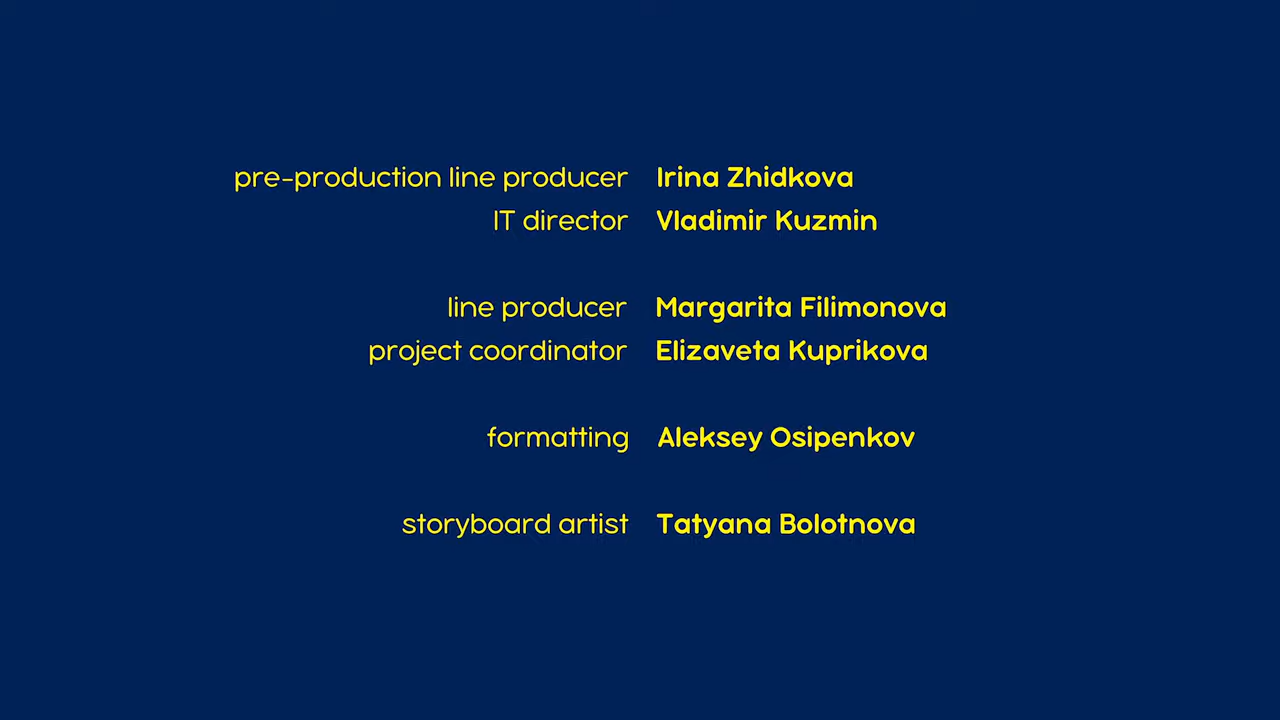 pre-production line producer Irina Zhidkova
IT director Vladimir Kuzmin
line producer Margarita Filimonova
project coordinator Elizaveta Kuprikova
formatting Aleksey Osipenkov
storyboard artist Tatyana Bolotnova